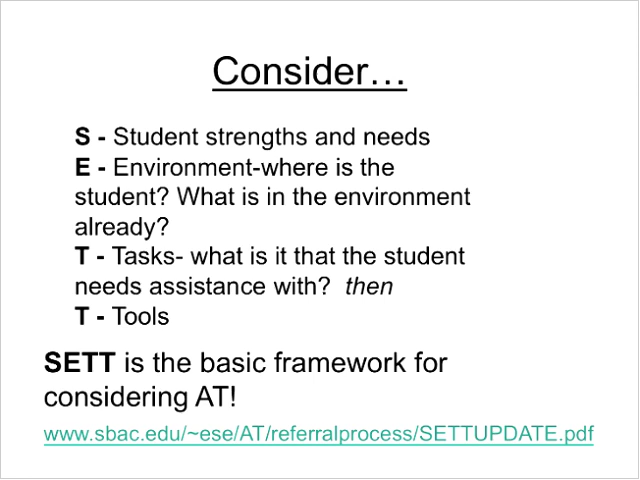 Consider…
S - Student strengths and needs
E - Environment-where is the
student? What is in the environment
already?
T - Tasks- what is it that the student
needs assistance with?  then
T - Tools
SETT is the basic framework for
considering AT!
www.sbac.edu/~ese/AT/referralprocess/SETTUPDATE.pdf